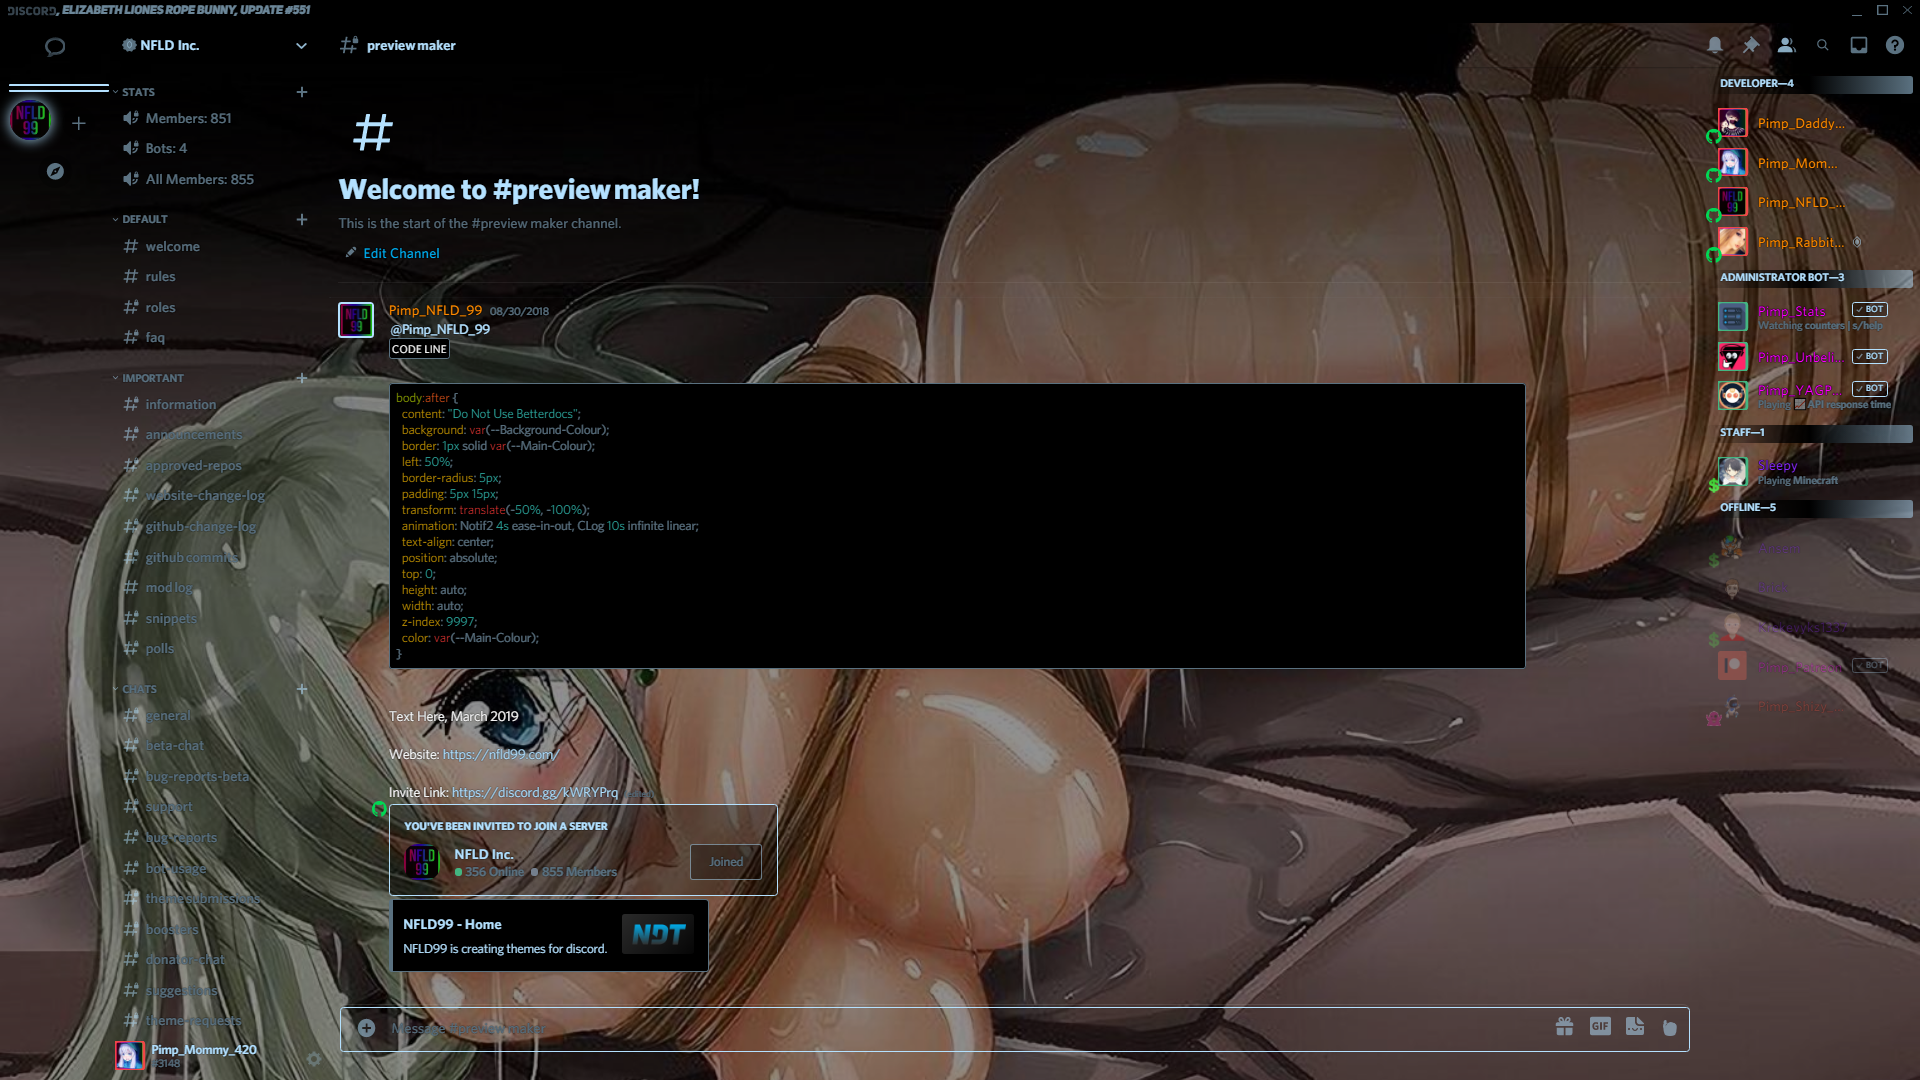 DISCORD, ELIZABETH LIONES ROPE BUNNY, UPDATE #551
NFLD Inc.
preview maker
NFLD
99
STATS
Members: 851
Bots: 4
All Members: 855
DEFAULT
welcome
rules
roles
faq
IMPORTANT
information
announcements
approved-repos
website-change-log
github-change-log
github commits
mod log
snippets
polls
CHATS
general
beta-chat
bug-reports-beta
support
bug-reports
bot-usage
theme submissions
boosters
donator-chat
suggestions
theme-requests
Pimp_Mommy_420
#3148
#
Welcome to #preview maker!
This is the start of the #preview maker channel.
Edit Channel
NFLD
99
Pimp_NFLD_99 08/30/2018
@Pimp_NFLD_99
CODE LINE
body:after {
content: "Do Not Use Betterdocs";
background: var(--Background-Colour);
border: 1px solid var(--Main-Colour);
left: 50%;
border-radius: 5px;
padding: 5px 15px;
transform: translate(-50%, -100%);
animation: Notif2 4s ease-in-out, CLog 10s infinite linear;
text-align: center;
position: absolute;
top: 0;
height: auto;
width: auto;
z-index: 9997;
color: var(--Main-Colour);
}
Text Here, March 2019
Website: https://nfld99.com/
Invite Link: https://discord.gg/kWRYPrq
YOU'VE BEEN INVITED TO JOIN A SERVER
NFLD
99
NFLD Inc.
356 Online 855 Members
Joined
NFLD99 - Home
NFLD99 is creating themes for discord.
NDT
Message #preview maker
GIF
DEVELOPER—4
Pimp_Daddy...
Pimp_Mom...
Pimp_NFLD_...
Pimp_Rabbit...
ADMINISTRATOR BOT—3
Pimp_Stats
BOT
Watching counters | s/help
Pimp_Unbeli...
BOT
Pimp_YAGP...
BOT
Playing API response time
STAFF—1
Sleepy
Playing Minecraft
OFFLINE—5
BOT